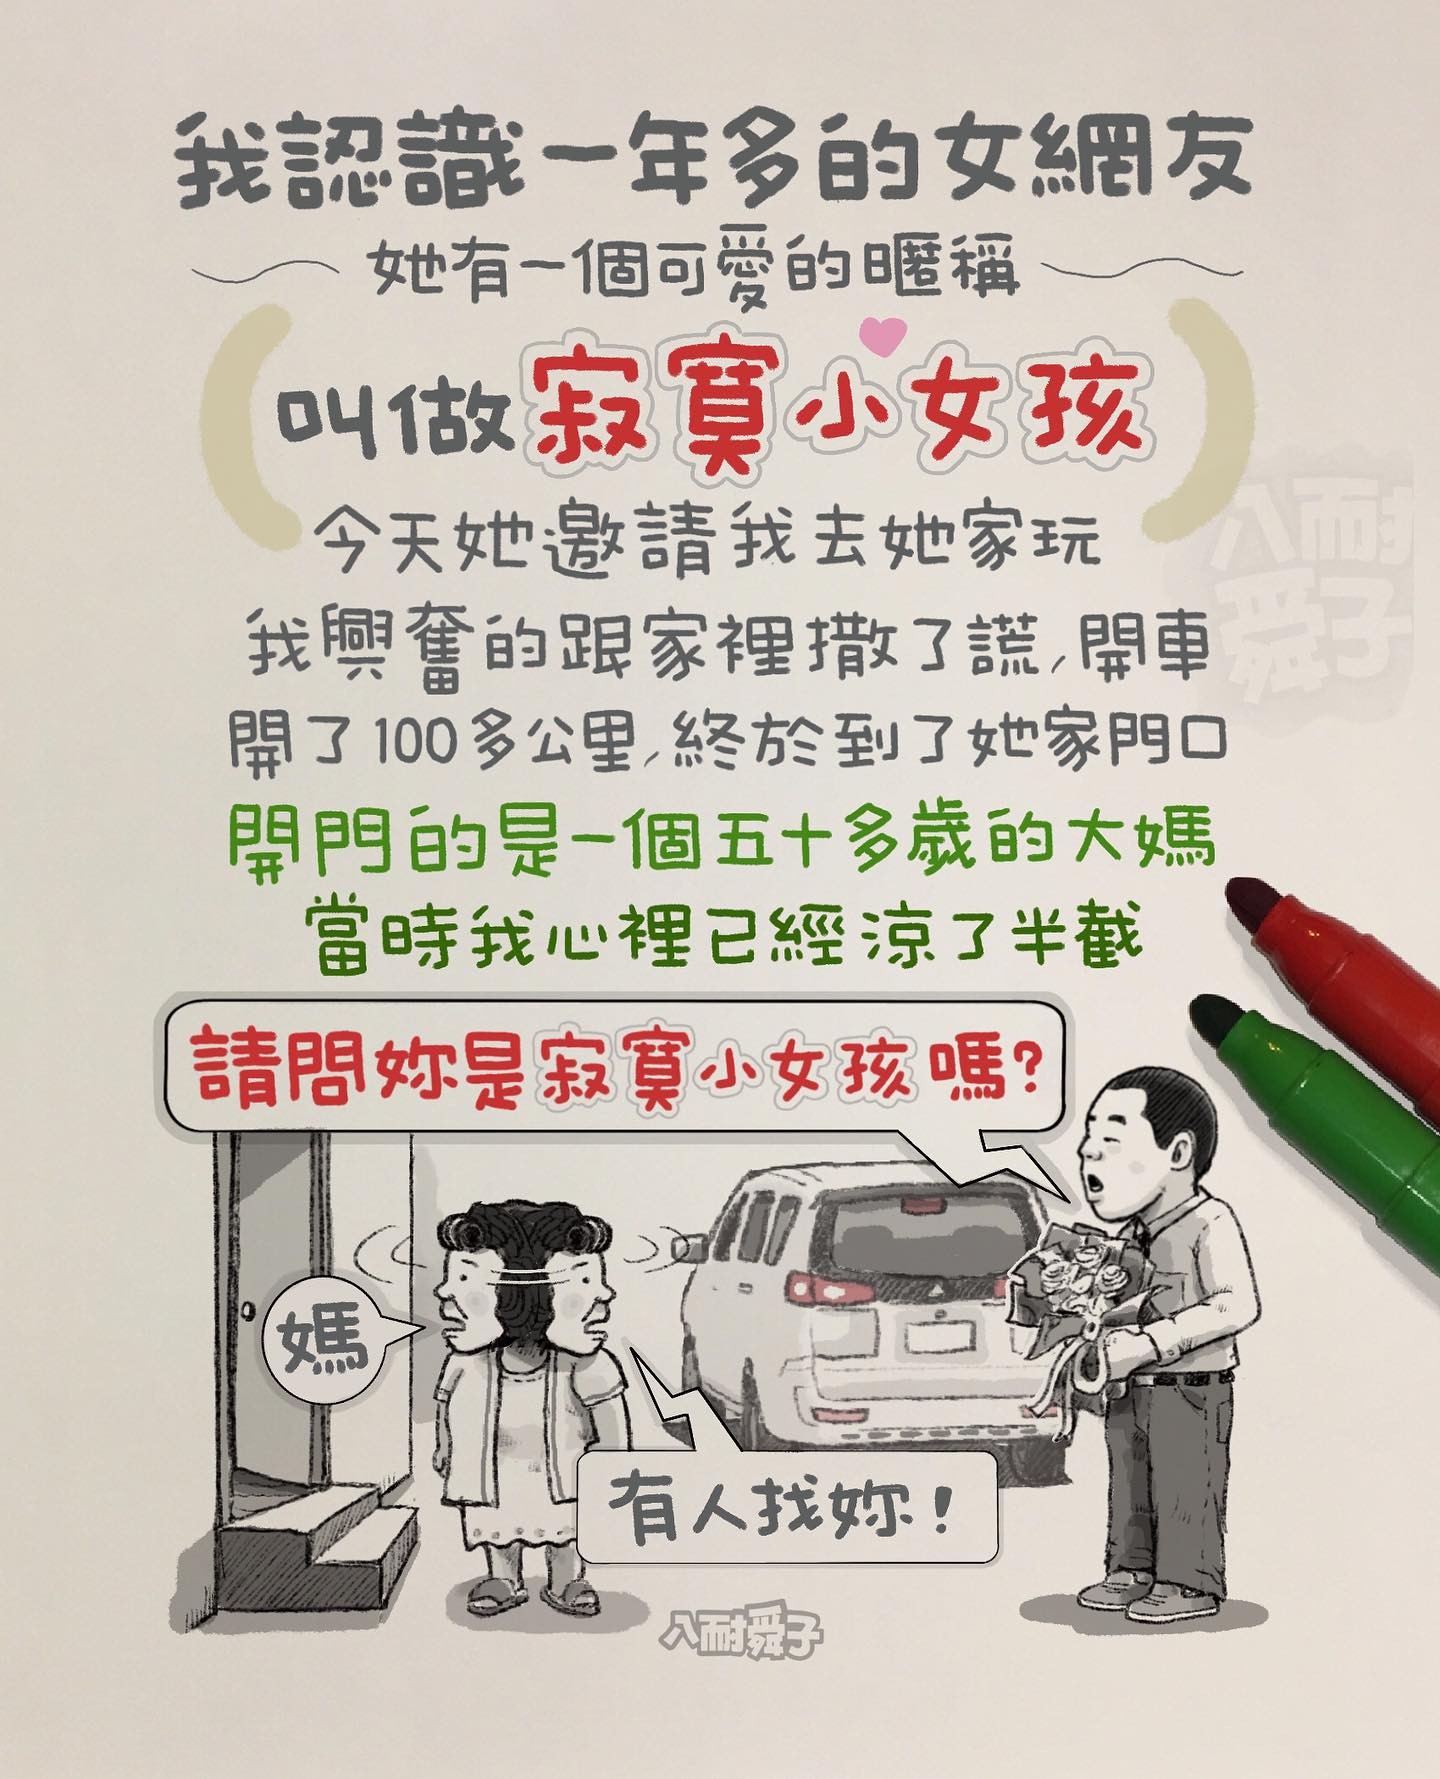 我認識一年多的女網友
她有一個可愛的暱稱
叫做寂寞小女孩
今天她邀請我去她家玩
我興奮的跟家裡撒了謊,開車
開了100多公里,終於到了她家門口
開門的是一個五十多歲的大媽
當時我心裡已經涼了半截
請問妳是寂寞小女孩嗎?
媽
有人找妳!
八耐舜子
八耐舜子